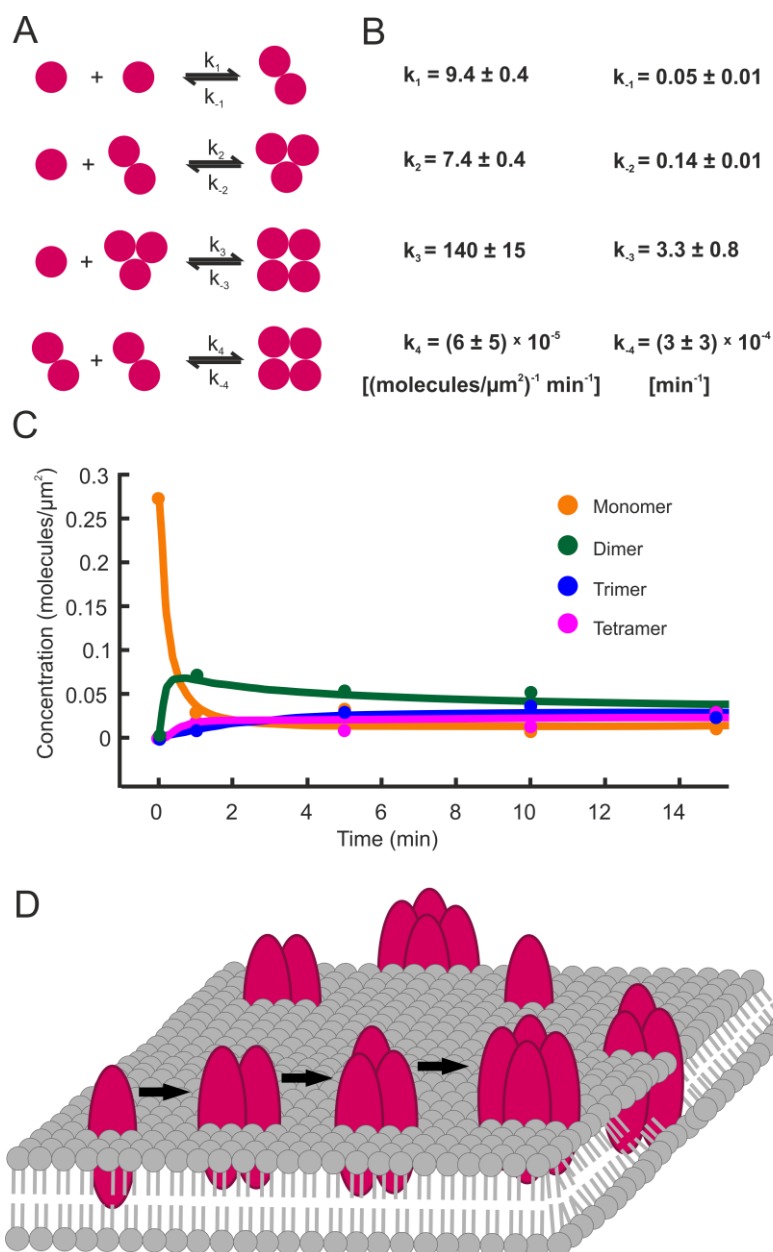 A
B
+
k₁
k₋₁
k₁ = 9.4 ± 0.4
k₋₁ = 0.05 ± 0.01
+
k₂
k₋₂
k₂ = 7.4 ± 0.4
k₋₂ = 0.14 ± 0.01
+
k₃
k₋₃
k₃ = 140 ± 15
k₋₃ = 3.3 ± 0.8
+
k₄
k₋₄
k₄ = (6 ± 5) x 10⁻⁵
k₋₄ = (3 ± 3) x 10⁻⁴
[(molecules/µm²)⁻¹ min⁻¹]
[min⁻¹]
C
Concentration (molecules/µm²)
0.3
0.25
0.2
0.15
0.1
0.05
0
Monomer
Dimer
Trimer
Tetramer
0 2 4 6 8 10 12 14
Time (min)
D